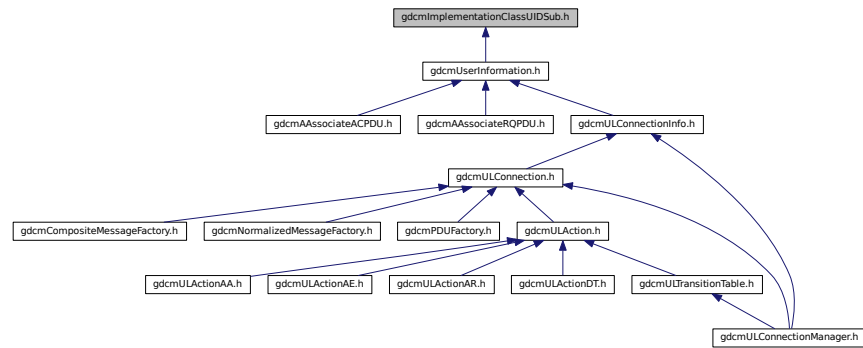 gdcmImplementationClassUIDSub.h
gdcmUserInformation.h
gdcmAAssociateACPDU.h
gdcmAAssociateRQPDU.h
gdcmULConnectionInfo.h
gdcmULConnection.h
gdcmCompositeMessageFactory.h
gdcmNormalizedMessageFactory.h
gdcmPDUFactory.h
gdcmULAction.h
gdcmULActionAA.h
gdcmULActionAE.h
gdcmULActionAR.h
gdcmULActionDT.h
gdcmULTransitionTable.h
gdcmULConnectionManager.h